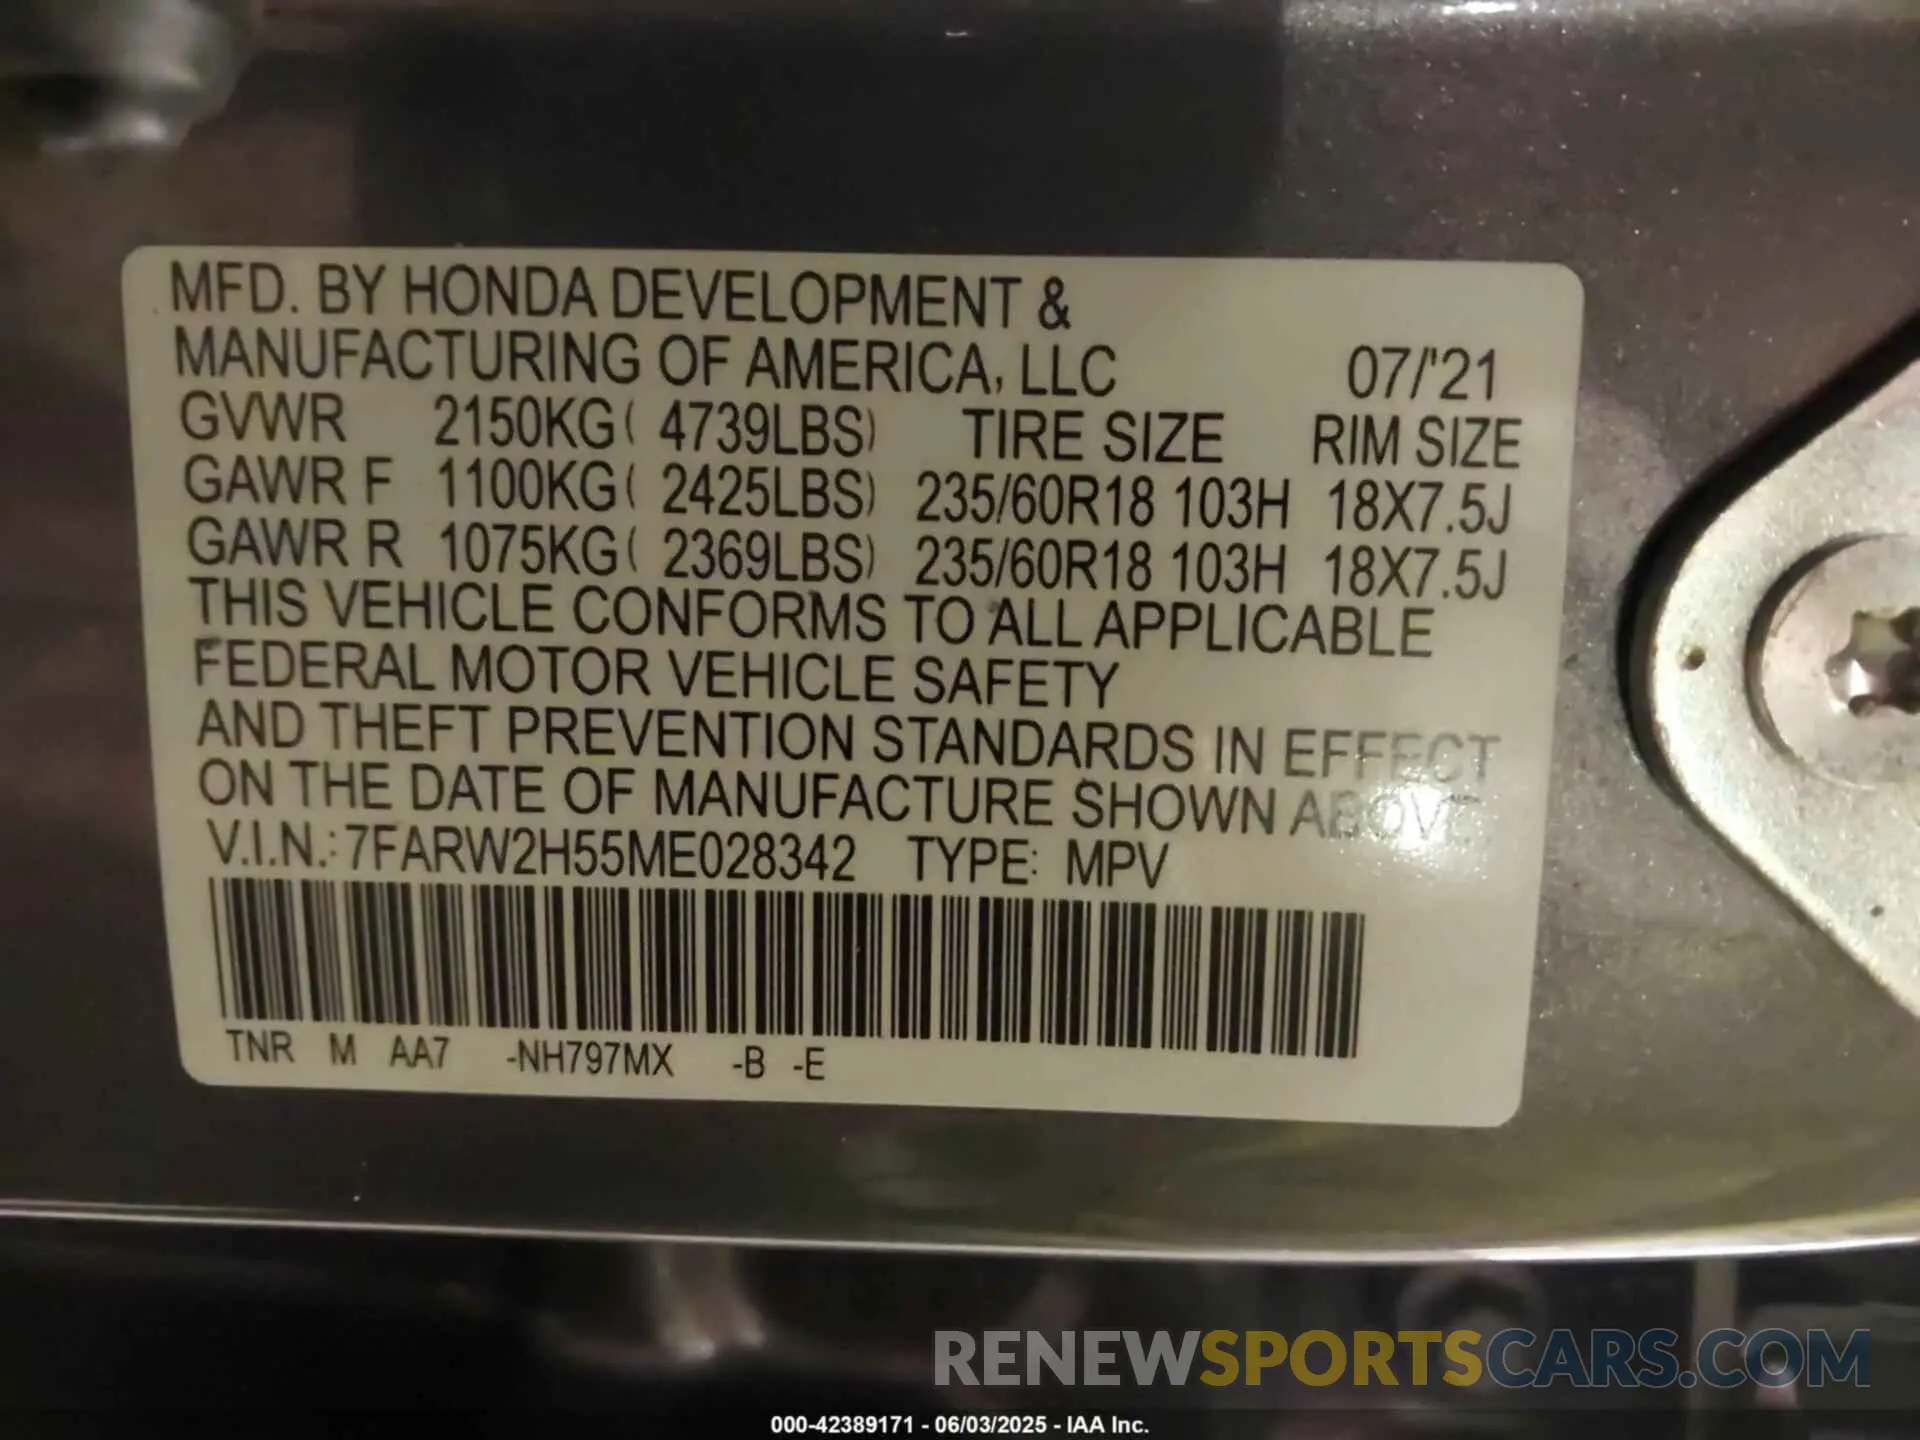 MFD. BY HONDA DEVELOPMENT &
MANUFACTURING OF AMERICA, LLC 07/'21
GVWR 2150KG( 4739LBS) TIRE SIZE RIM SIZE
GAWR F 1100KG( 2425LBS) 235/60R18 103H 18X7.5J
GAWR R 1075KG( 2369LBS) 235/60R18 103H 18X7.5J
THIS VEHICLE CONFORMS TO ALL APPLICABLE
FEDERAL MOTOR VEHICLE SAFETY
AND THEFT PREVENTION STANDARDS IN EFFECT
ON THE DATE OF MANUFACTURE SHOWN ABOVE.
V.I.N.: 7FARW2H55ME028342 TYPE: MPV
TNR M AA7 -NH797MX -B -E
RENEWSPORTSCARS.COM
000-42389171 - 06/03/2025 - IAA Inc.